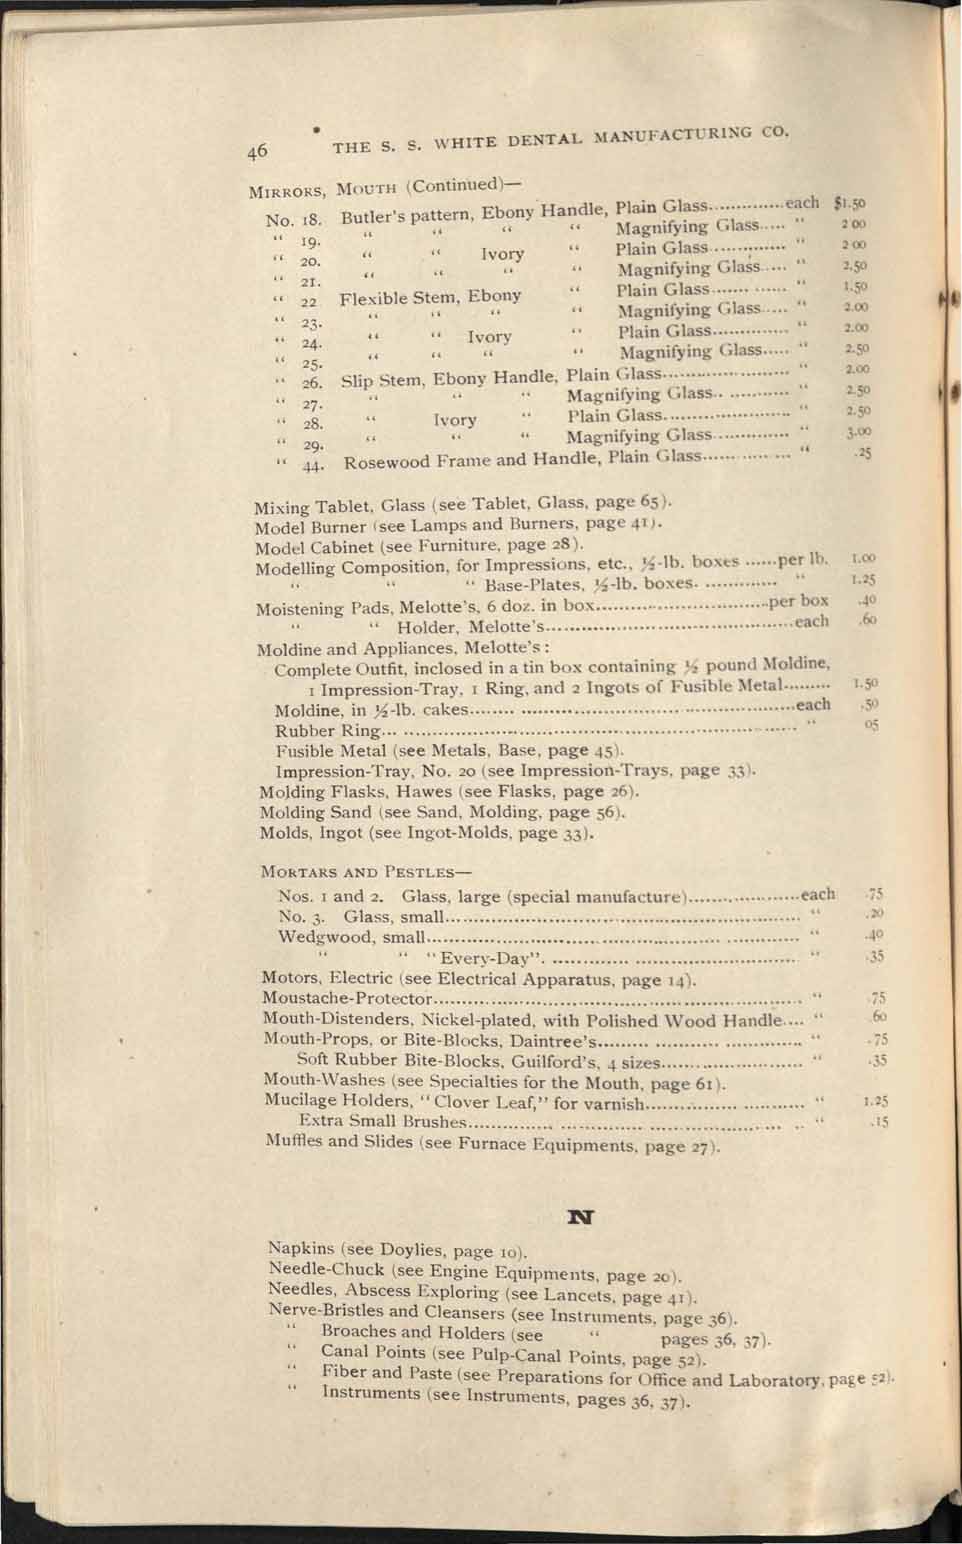 46 THE S. S. WHITE DENTAL MANUFACTURING CO.
MIRRORS, MOUTH (Continued)—
No. 18. Butler's pattern, Ebony Handle, Plain Glass..............each $1.50
“ 19. “ “ “ “ Magnifying Glass..... “ 2 00
“ 20. “ “ Ivory “ Plain Glass.............. “ 2 00
“ 21. “ “ “ “ Magnifying Glass..... “ 2.50
“ 22 Flexible Stem, Ebony “ Plain Glass.............. “ 1.50
“ 23. “ “ “ “ Magnifying Glass..... “ 2.00
“ 24. “ “ Ivory “ Plain Glass.............. “ 2.00
“ 25. “ “ “ “ Magnifying Glass..... “ 2.50
“ 26. Slip Stem, Ebony Handle, Plain Glass........................ “ 2.00
“ 27. “ “ “ Magnifying Glass.............. “ 2.50
“ 28. “ Ivory “ Plain Glass........................ “ 2.50
“ 29. “ “ “ Magnifying Glass.............. “ 3.00
“ 44. Rosewood Frame and Handle, Plain Glass................ “ .25
Mixing Tablet, Glass (see Tablet, Glass, page 65).
Model Burner (see Lamps and Burners, page 41).
Model Cabinet (see Furniture, page 28).
Modelling Composition, for Impressions, etc., ½-lb. boxes ......per lb. 1.00
“ “ “ Base-Plates, ½-lb. boxes. ............. “ 1.25
Moistening Pads, Melotte's, 6 doz. in box..............................per box .40
“ “ Holder, Melotte's..........................................each .60
Moldine and Appliances, Melotte's :
Complete Outfit, inclosed in a tin box containing ½ pound Moldine,
1 Impression-Tray, 1 Ring, and 2 Ingots of Fusible Metal......... 1.50
Moldine, in ½-lb. cakes........................................................each .50
Rubber Ring........................................................................ “ 05
Fusible Metal (see Metals, Base, page 45).
Impression-Tray, No. 20 (see Impression-Trays, page 33).
Molding Flasks, Hawes (see Flasks, page 26).
Molding Sand (see Sand, Molding, page 56).
Molds, Ingot (see Ingot-Molds, page 33).
MORTARS AND PESTLES—
Nos. 1 and 2. Glass, large (special manufacture)...................each .75
No. 3. Glass, small............................................................ “ .20
Wedgwood, small................................................................ “ .40
“ “ “Every-Day”. .......................................... “ .35
Motors, Electric (see Electrical Apparatus, page 14).
Moustache-Protector................................................................ “ .75
Mouth-Distenders, Nickel-plated, with Polished Wood Handle.... “ .60
Mouth-Props, or Bite-Blocks, Daintree's.................................... “ .75
Soft Rubber Bite-Blocks, Guilford's, 4 sizes......................... “ .35
Mouth-Washes (see Specialties for the Mouth, page 61).
Mucilage Holders, “Clover Leaf,” for varnish............................ “ 1.25
Extra Small Brushes.......................................................... “ .15
Muffles and Slides (see Furnace Equipments, page 27).
N
Napkins (see Doylies, page 10).
Needle-Chuck (see Engine Equipments, page 20).
Needles, Abscess Exploring (see Lancets, page 41).
Nerve-Bristles and Cleansers (see Instruments, page 36).
“ Broaches and Holders (see “ pages 36, 37).
“ Canal Points (see Pulp-Canal Points, page 52).
“ Fiber and Paste (see Preparations for Office and Laboratory, page 52).
“ Instruments (see Instruments, pages 36, 37).